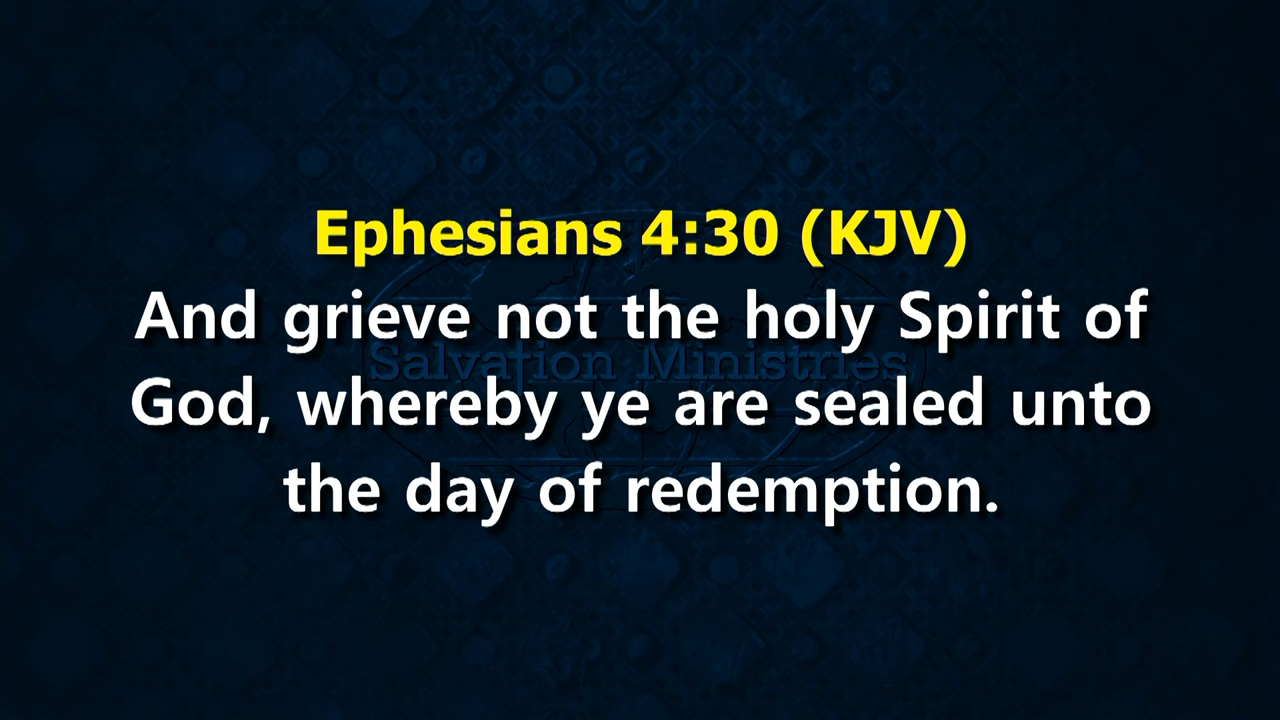 Ephesians 4:30 (KJV)
And grieve not the holy Spirit of
Salvation Ministries
God, whereby ye are sealed unto
the day of redemption.